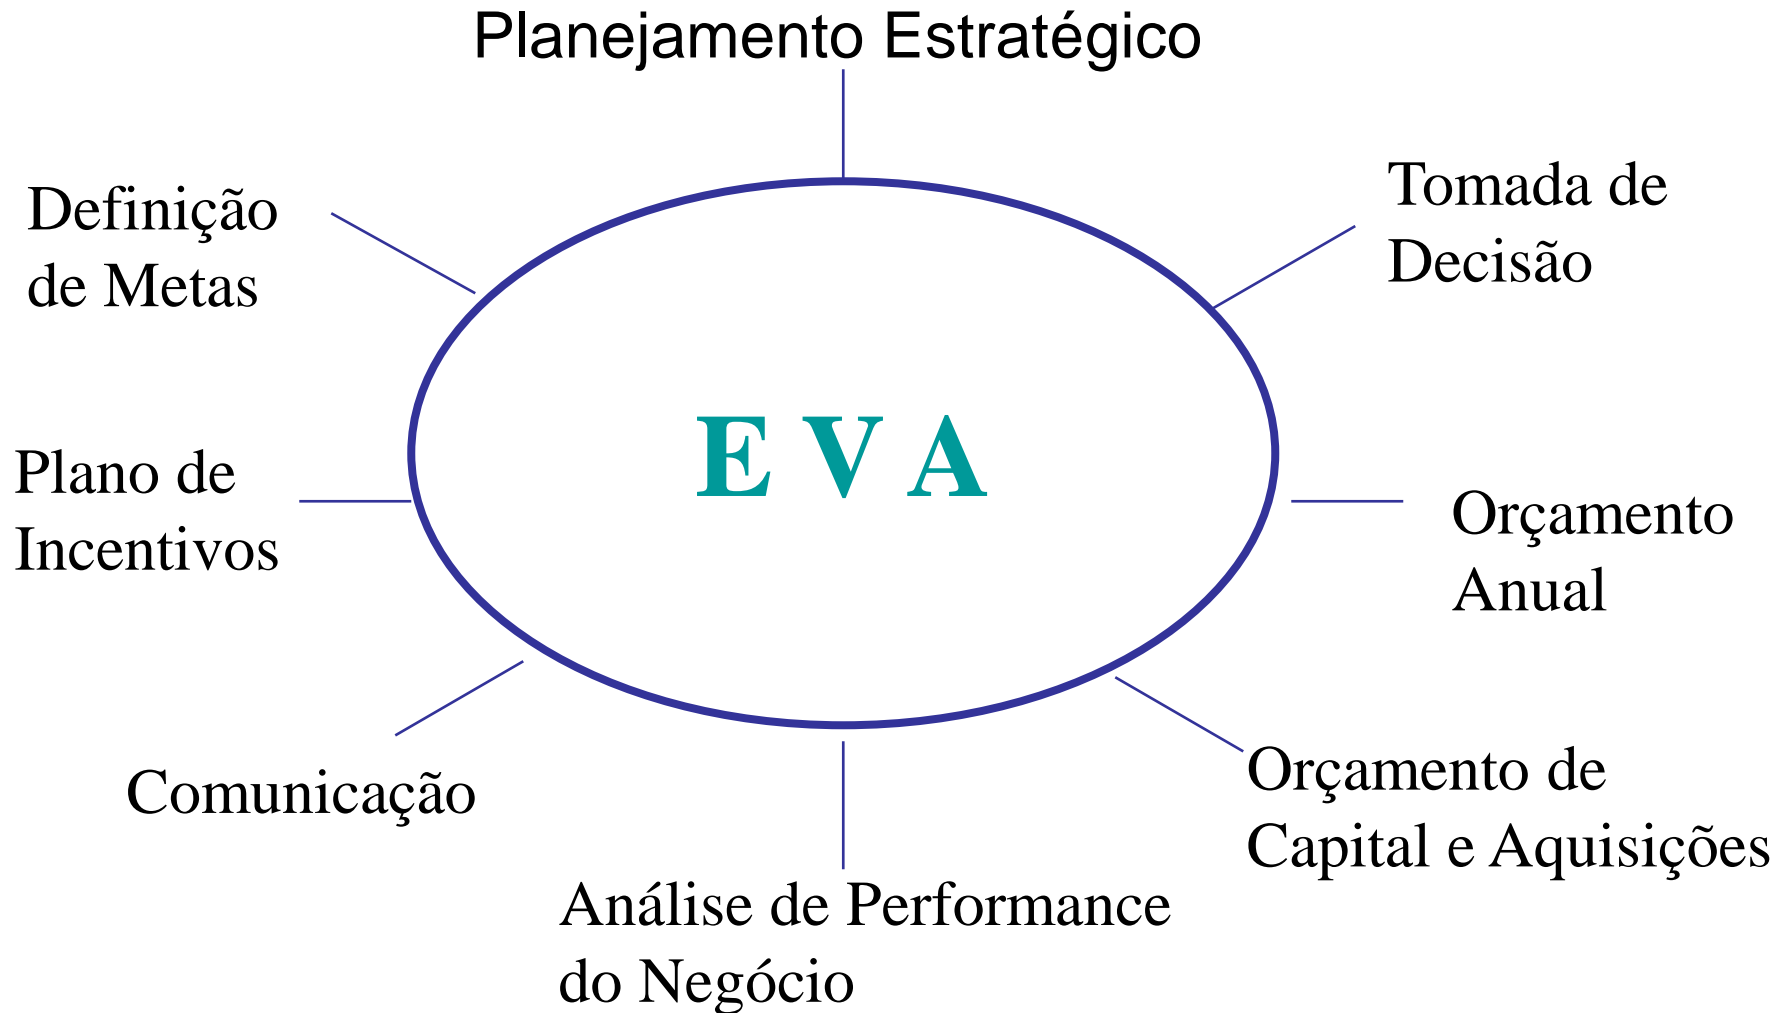 Planejamento Estratégico
Tomada de
Decisão
Definição
de Metas
E V A
Plano de
Incentivos
Orçamento
Anual
Comunicação
Orçamento de
Capital e Aquisições
Análise de Performance
do Negócio